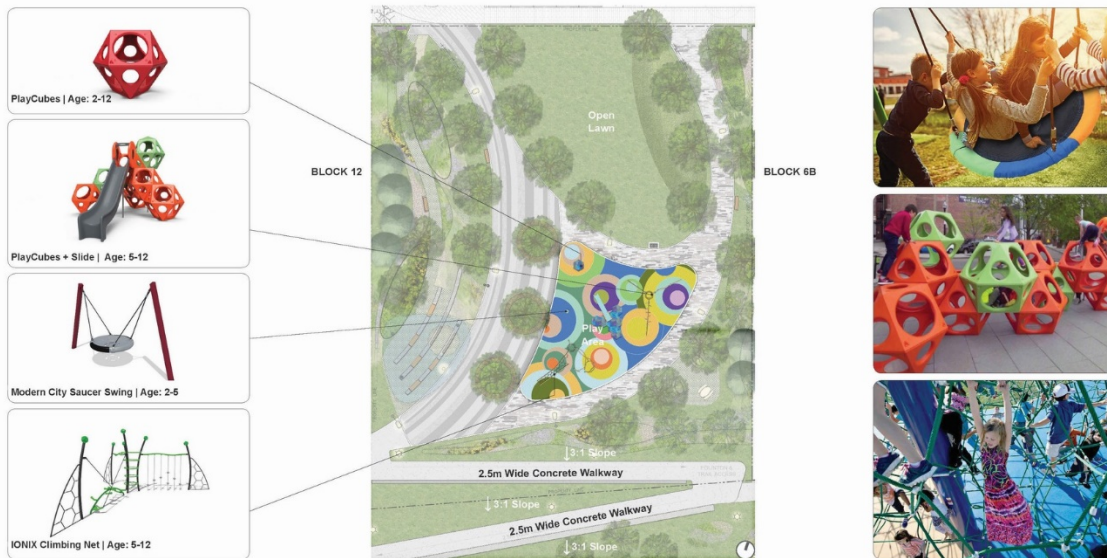 PlayCubes | Age: 2-12
PlayCubes + Slide | Age: 5-12
Modern City Saucer Swing | Age: 2-5
IONIX Climbing Net | Age: 5-12
BLOCK 12
Open
Lawn
BLOCK 6B
Play
Area
3:1 Slope
2.5m Wide Concrete Walkway
3:1 Slope
2.5m Wide Concrete Walkway
3:1 Slope